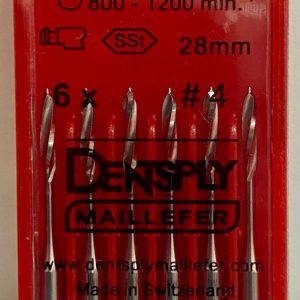 800 - 1200 min.
SSt
28mm
6 x #4
DENTSPLY
MAILLEFER
www.dentsplymaillefer.com
Made in Switzerland